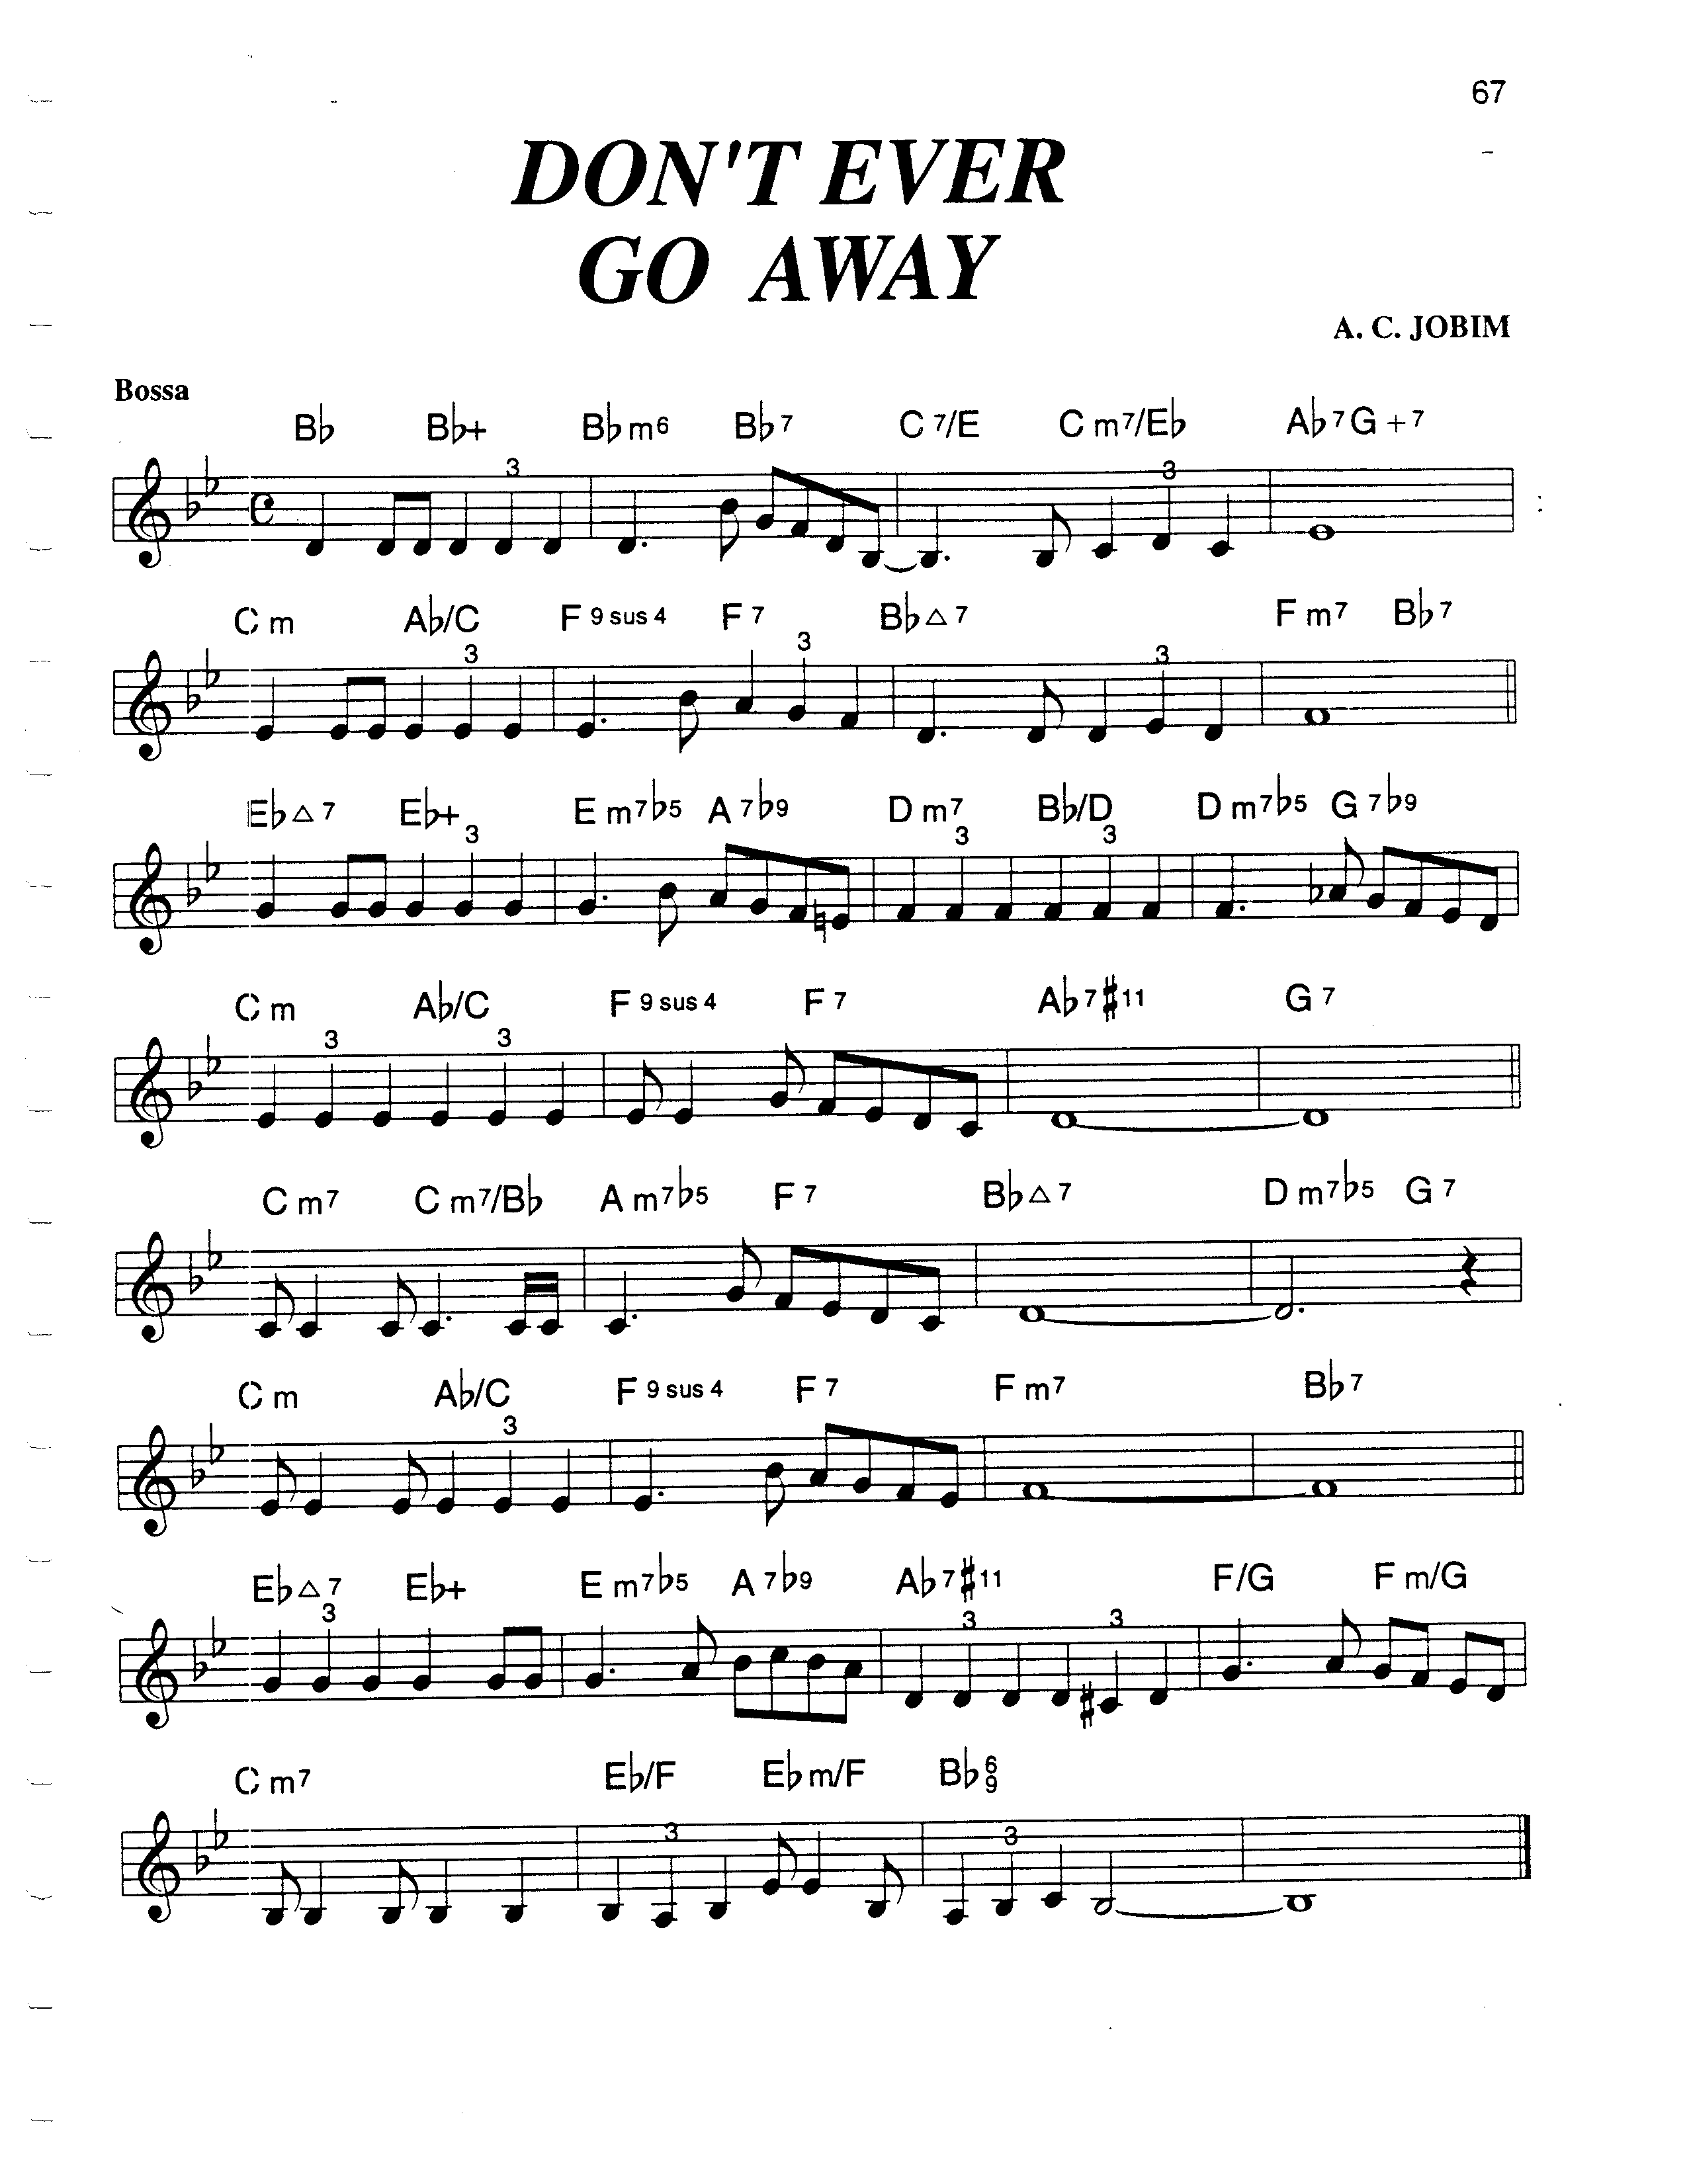 67
DON'T EVER
GO AWAY
A. C. JOBIM
Bossa
B♭ B♭+ B♭m6 B♭7 C7/E Cm7/E♭ A♭7 G+7
3 3
Cm A♭/C F9sus4 F7 B♭△7 Fm7 B♭7
3 3 3
E♭△7 E♭+ Em7♭5 A7♭9 Dm7 B♭/D Dm7♭5 G7♭9
3 3 3
Cm A♭/C F9sus4 F7 A♭7♯11 G7
3 3
Cm7 Cm7/B♭ Am7♭5 F7 B♭△7 Dm7♭5 G7
Cm A♭/C F9sus4 F7 Fm7 B♭7
3
E♭△7 E♭+ Em7♭5 A7♭9 A♭7♯11 F/G Fm/G
3 3 3
Cm7 E♭/F E♭m/F B♭6 9
3 3